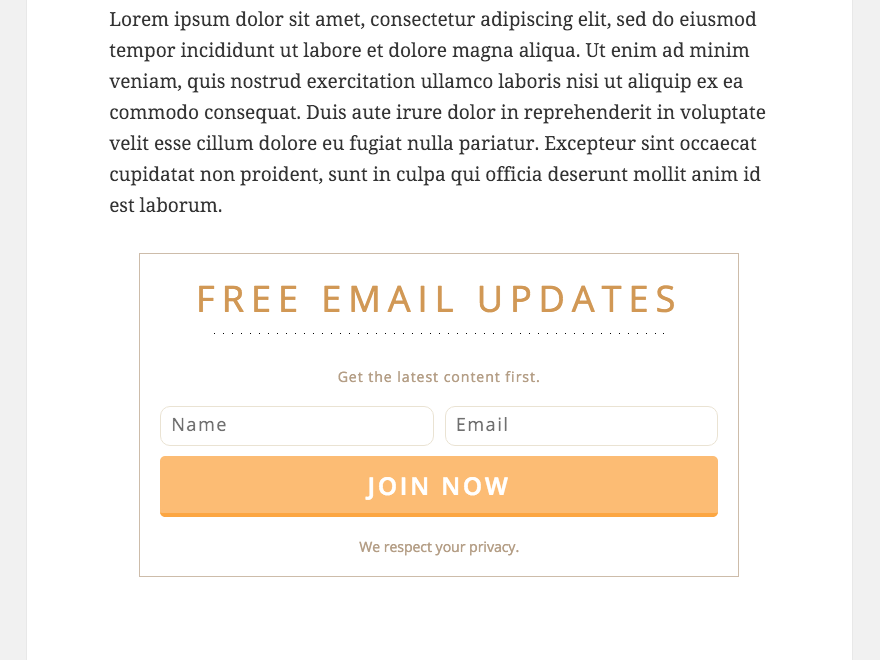 Lorem ipsum dolor sit amet, consectetur adipiscing elit, sed do eiusmod
tempor incididunt ut labore et dolore magna aliqua. Ut enim ad minim
veniam, quis nostrud exercitation ullamco laboris nisi ut aliquip ex ea
commodo consequat. Duis aute irure dolor in reprehenderit in voluptate
velit esse cillum dolore eu fugiat nulla pariatur. Excepteur sint occaecat
cupidatat non proident, sunt in culpa qui officia deserunt mollit anim id
est laborum.
FREE EMAIL UPDATES
Get the latest content first.
Name Email
JOIN NOW
We respect your privacy.